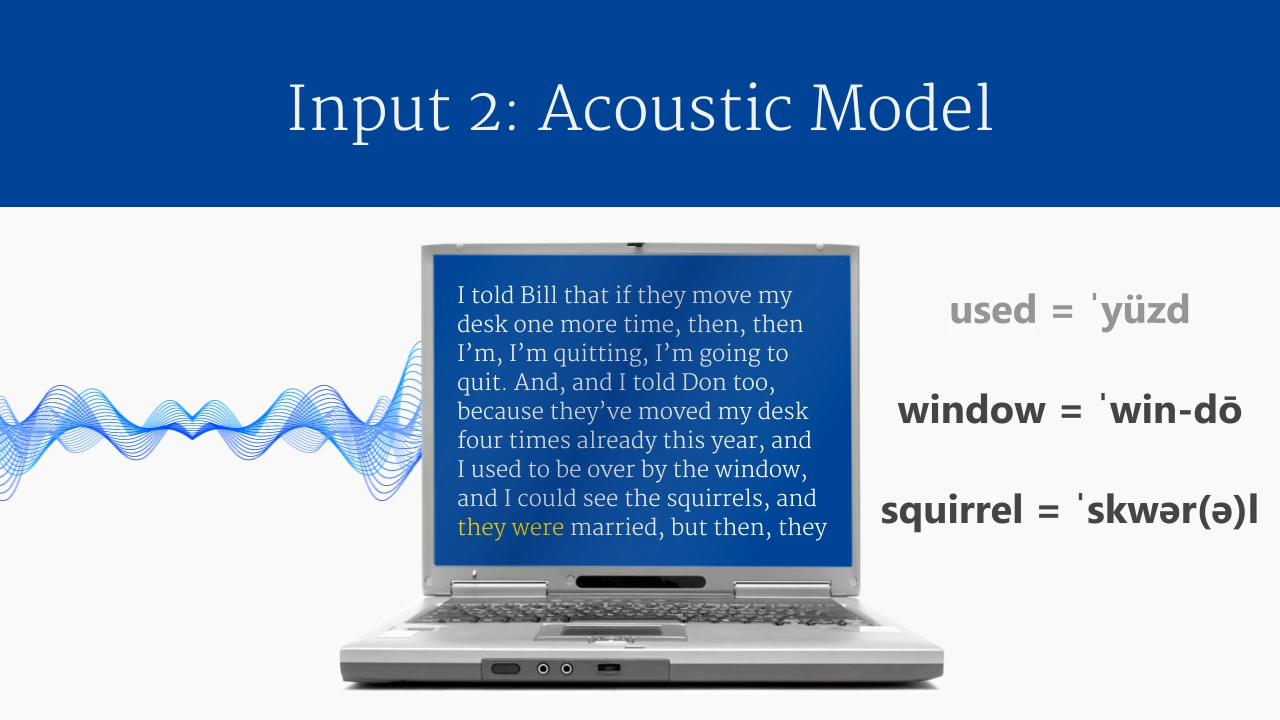 Input 2: Acoustic Model
I told Bill that if they move my
desk one more time, then, then
I’m, I’m quitting, I’m going to
quit. And, and I told Don too,
because they’ve moved my desk
four times already this year, and
I used to be over by the window,
and I could see the squirrels, and
they were married, but then, they
used = ˈyüzd
window = ˈwin-dō
squirrel = ˈskwər(ə)l